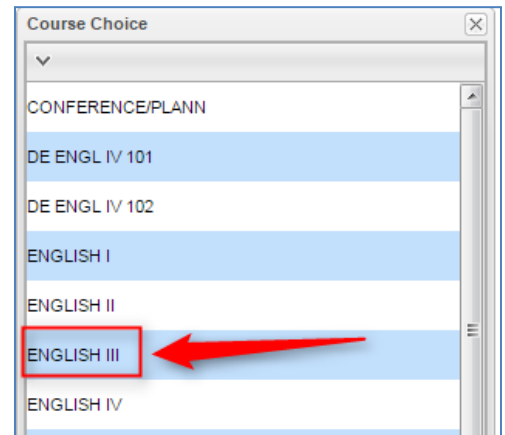 Course Choice
CONFERENCE/PLANN
DE ENGL IV 101
DE ENGL IV 102
ENGLISH I
ENGLISH II
ENGLISH III
ENGLISH IV